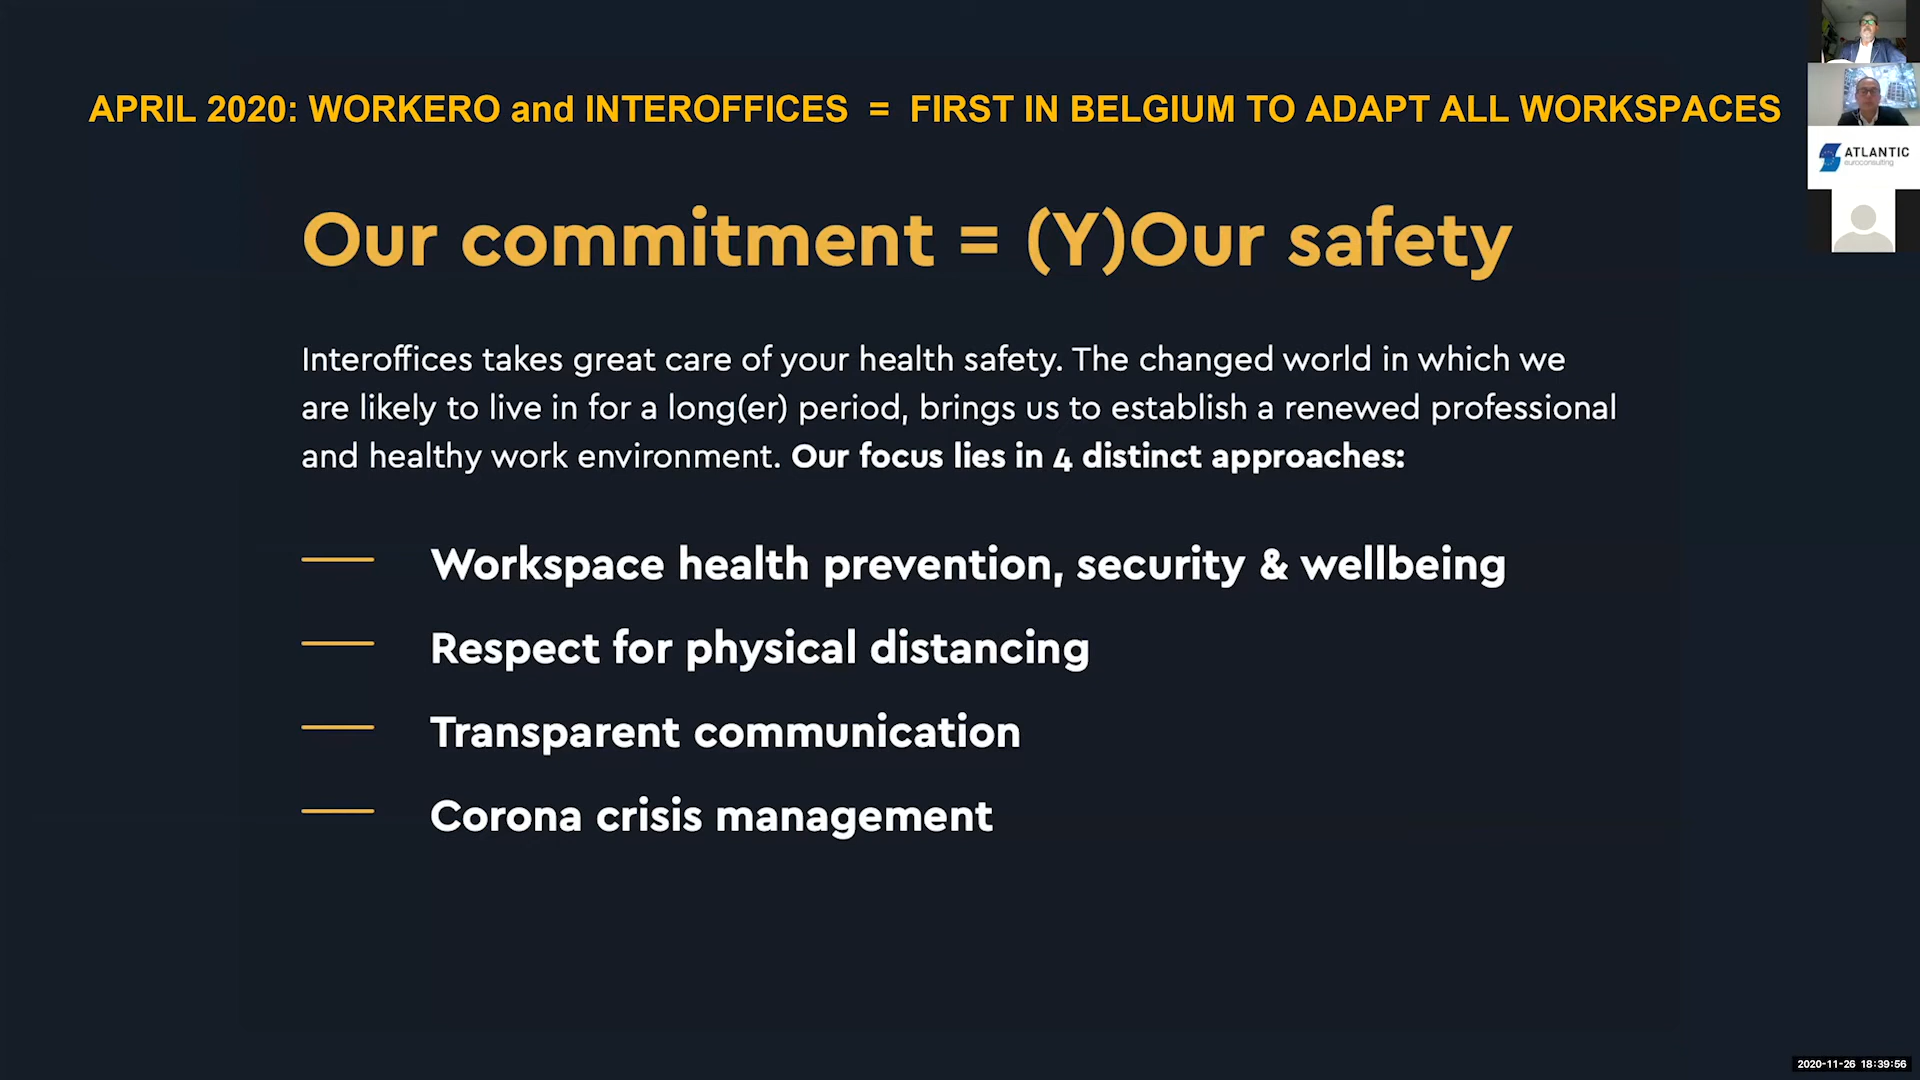 APRIL 2020: WORKERO and INTEROFFICES = FIRST IN BELGIUM TO ADAPT ALL WORKSPACES
ATLANTIC
euroconsulting
Our commitment = (Y)Our safety
Interoffices takes great care of your health safety. The changed world in which we
are likely to live in for a long(er) period, brings us to establish a renewed professional
and healthy work environment. Our focus lies in 4 distinct approaches:
Workspace health prevention, security & wellbeing
Respect for physical distancing
Transparent communication
Corona crisis management
2020-11-26 18:39:56